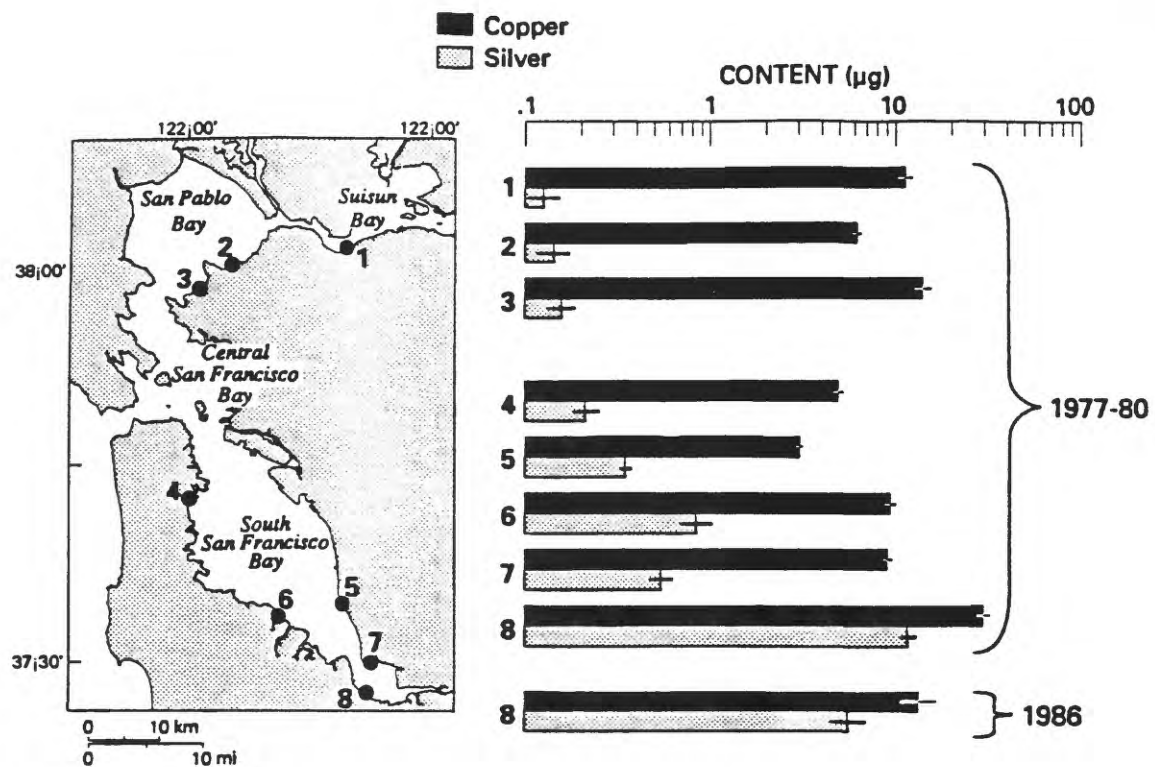 Copper
Silver
CONTENT (µg)
.1 1 10 100
122¡00' 122¡00'
San Pablo
Bay
Suisun
Bay
1
2
3
38¡00'
Central
San Francisco
Bay
4
South
San Francisco
Bay
5
6
7
8
37¡30'
0 10 km
0 10 mi
1
2
3
4
5
6
7
8
1977-80
8
1986